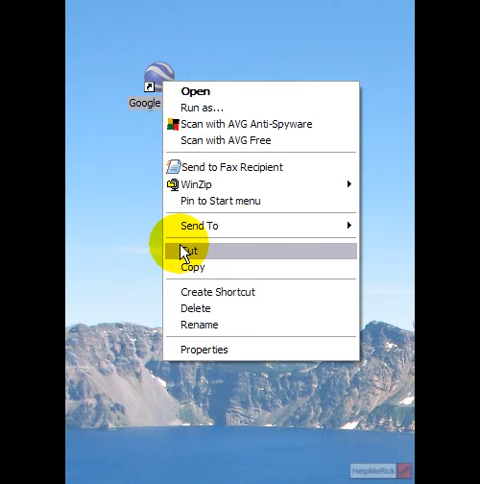 Google
Open
Run as...
Scan with AVG Anti-Spyware
Scan with AVG Free
Send to Fax Recipient
WinZip
Pin to Start menu
Send To
Cut
Copy
Create Shortcut
Delete
Rename
Properties
HelpMeRick